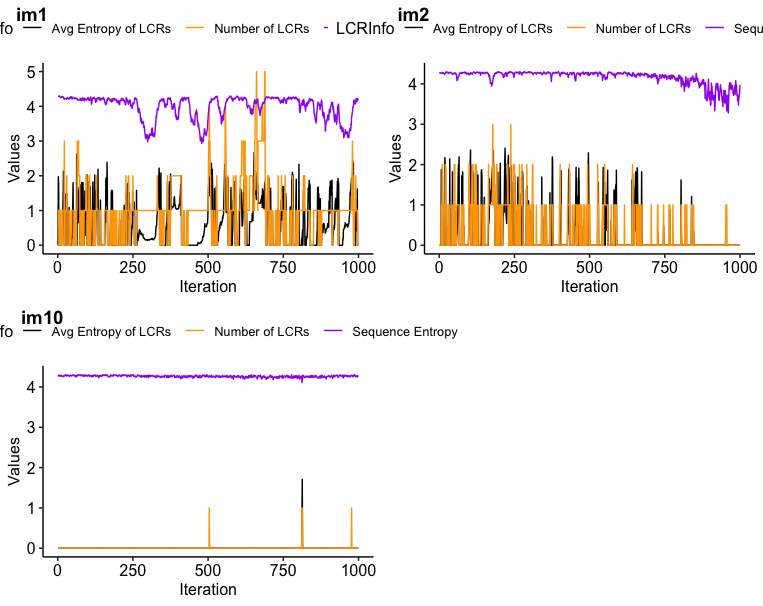 im1
fo Avg Entropy of LCRs Number of LCRs
Values
5
4
3
2
1
0
0 250 500 750 1000
Iteration
im2
LCRInfo Avg Entropy of LCRs Number of LCRs Sequ
Values
4
3
2
1
0
0 250 500 750 1000
Iteration
im10
fo Avg Entropy of LCRs Number of LCRs Sequence Entropy
Values
4
3
2
1
0
0 250 500 750 1000
Iteration